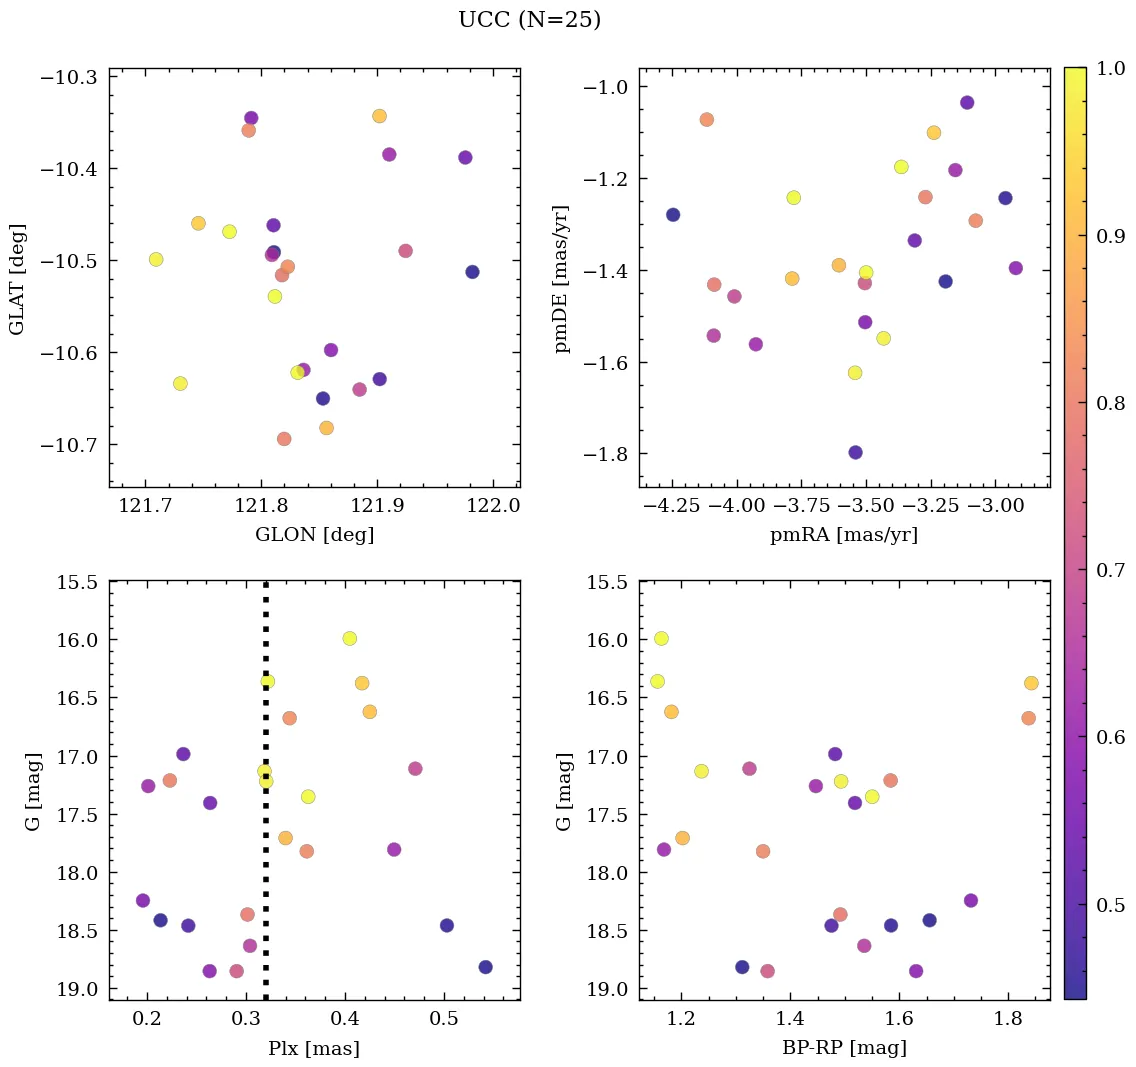 UCC (N=25)
−10.3
−10.4
−10.5
−10.6
−10.7
GLAT [deg]
121.7 121.8 121.9 122.0
GLON [deg]
−1.0
−1.2
−1.4
−1.6
−1.8
pmDE [mas/yr]
−4.25 −4.00 −3.75 −3.50 −3.25 −3.00
pmRA [mas/yr]
15.5
16.0
16.5
17.0
17.5
18.0
18.5
19.0
G [mag]
0.2 0.3 0.4 0.5
Plx [mas]
15.5
16.0
16.5
17.0
17.5
18.0
18.5
19.0
G [mag]
1.2 1.4 1.6 1.8
BP-RP [mag]
1.0
0.9
0.8
0.7
0.6
0.5